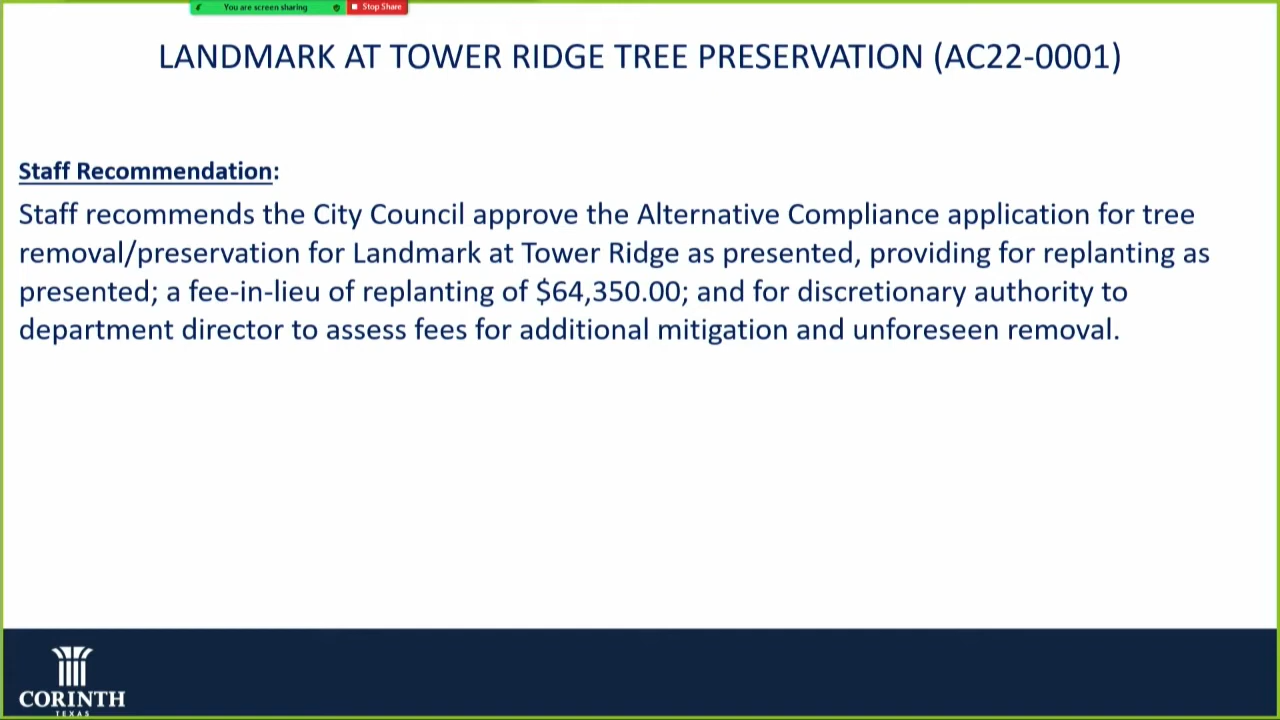 You are screen sharing
Stop Share
LANDMARK AT TOWER RIDGE TREE PRESERVATION (AC22-0001)
Staff Recommendation:
Staff recommends the City Council approve the Alternative Compliance application for tree
removal/preservation for Landmark at Tower Ridge as presented, providing for replanting as
presented; a fee-in-lieu of replanting of $64,350.00; and for discretionary authority to
department director to assess fees for additional mitigation and unforeseen removal.
CORINTH
TEXAS